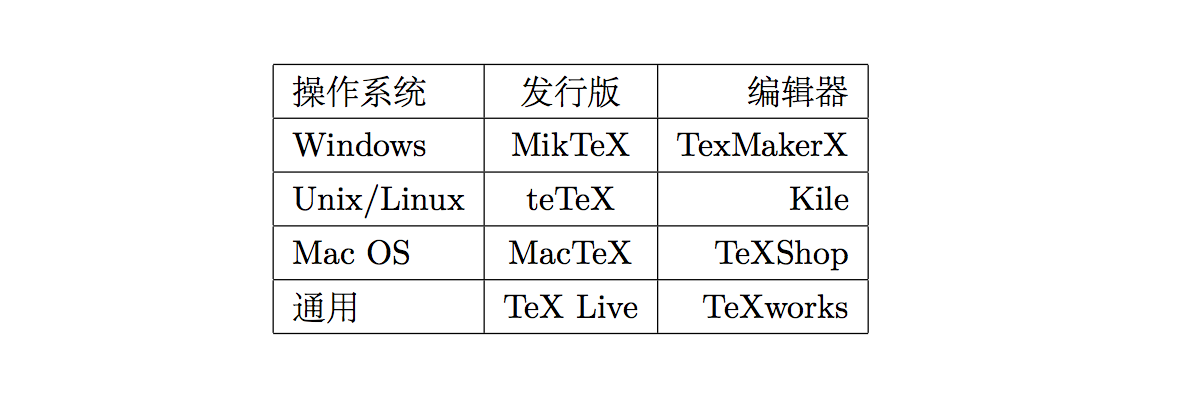 操作系统 发行版 编辑器
Windows MikTeX TexMakerX
Unix/Linux teTeX Kile
Mac OS MacTeX TeXShop
通用 TeX Live TeXworks